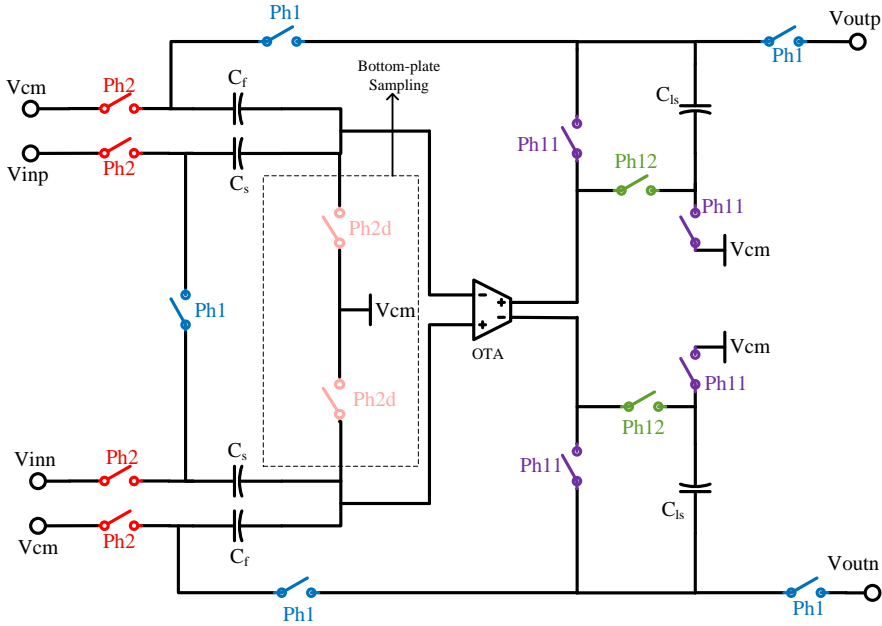 Ph1
Voutp
Bottom-plate
Sampling
Ph1
Vcm
Ph2
Cf
Cls
Vinp
Ph2
Cs
Ph11
Ph12
Ph11
Ph2d
Vcm
Ph1
Vcm
- +
+ -
OTA
Vcm
Ph2d
Ph11
Ph12
Vinn
Ph2
Cs
Ph11
Cls
Vcm
Ph2
Cf
Voutn
Ph1
Ph1